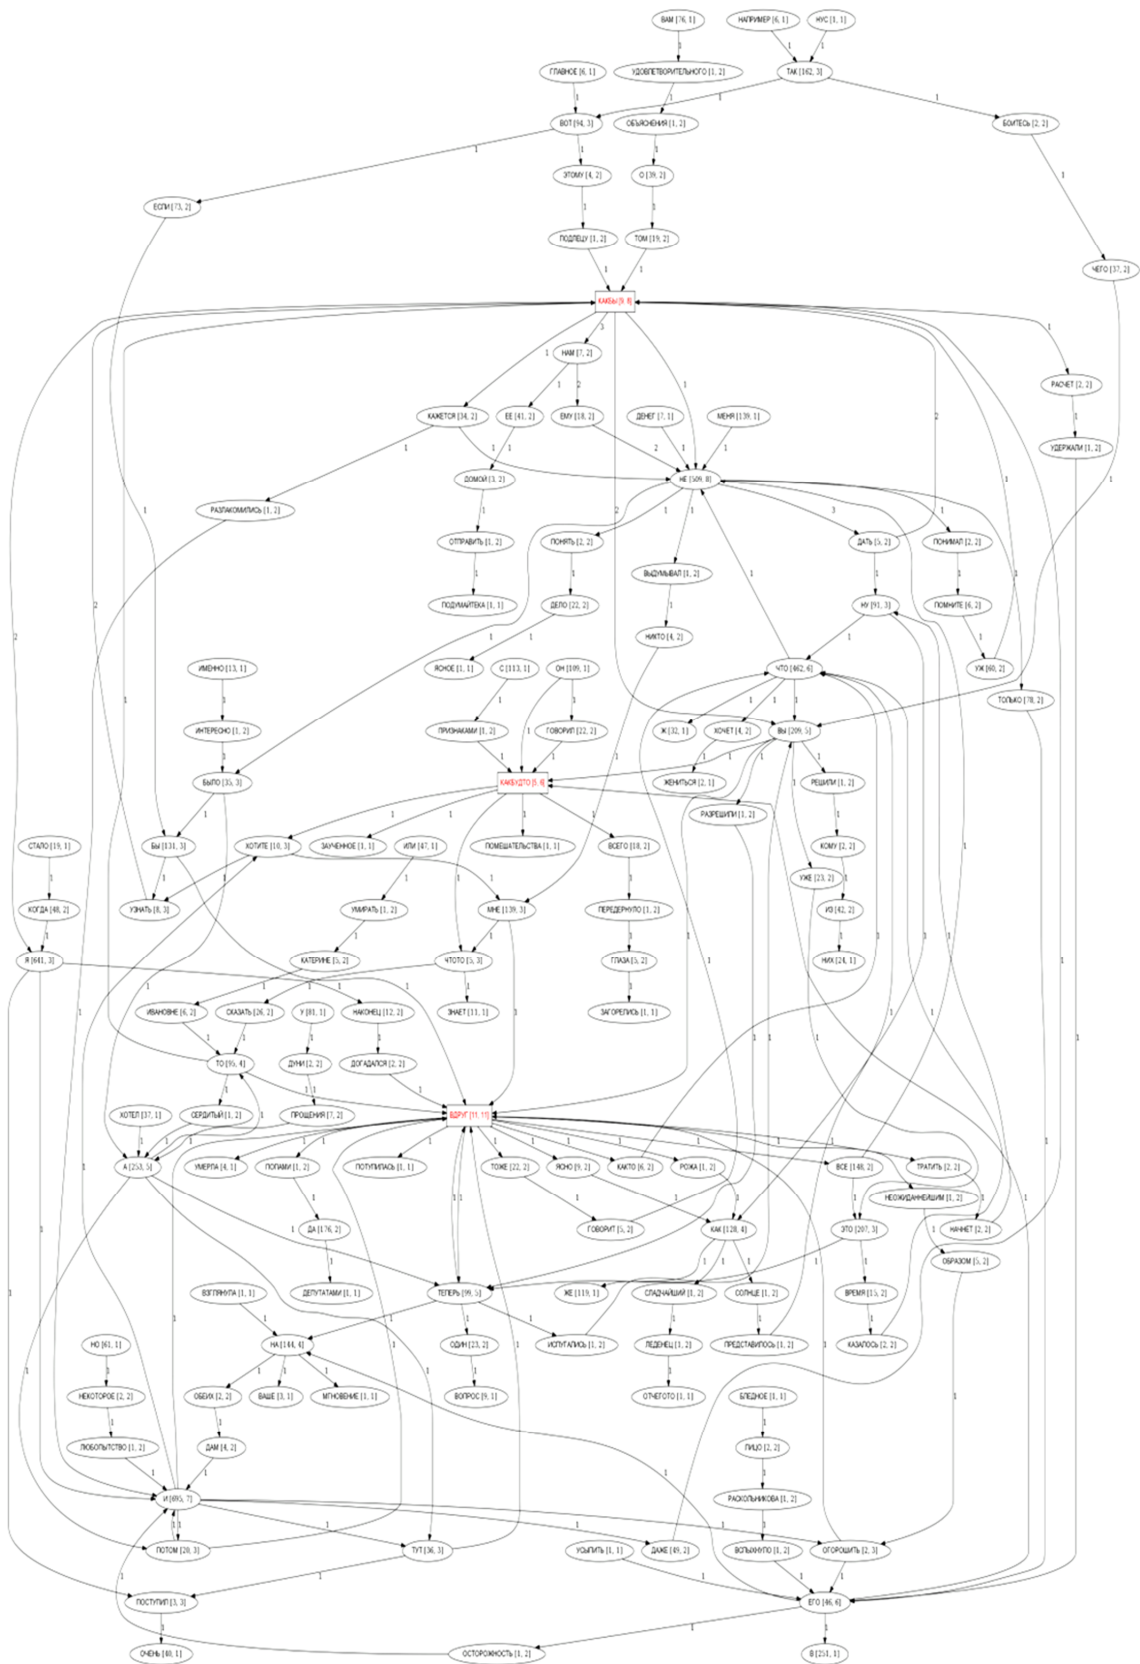 ВАМ [76, 1]
НАПРИМЕР [6, 1]
НУС [1, 1]
ГЛАВНОЕ [6, 1]
УДОВЛЕТВОРИТЕЛЬНОГО [1, 2]
ТАК [162, 3]
ВОТ [94, 3]
ОБЪЯСНЕНИЯ [1, 2]
БОИТЕСЬ [2, 2]
ЭТОМУ [4, 2]
О [39, 2]
ЕСЛИ [73, 2]
ПОДЛЕЦУ [1, 2]
ТОМ [19, 2]
ЧЕГО [37, 2]
КАКБЫ [9, 8]
НАМ [7, 2]
РАСЧЕТ [2, 2]
КАЖЕТСЯ [34, 2]
ЕЕ [41, 2]
ЕМУ [18, 2]
ДЕНЕГ [7, 1]
МЕНЯ [139, 1]
УДЕРЖАЛИ [1, 2]
ДОМОЙ [3, 2]
НЕ [509, 8]
РАЗЛАКОМИЛИСЬ [1, 2]
ОТПРАВИТЬ [1, 2]
ПОНЯТЬ [2, 2]
ДАТЬ [5, 2]
ПОНИМАЛ [2, 2]
ВЫДУМЫВАЛ [1, 2]
ПОДУМАЙТЕКА [1, 1]
ДЕЛО [22, 2]
НУ [91, 3]
ПОМНИТЕ [6, 2]
НИКТО [4, 2]
ЯСНОЕ [1, 1]
ИМЕННО [13, 1]
С [113, 1]
ОН [109, 1]
ЧТО [462, 6]
УЖ [60, 2]
ТОЛЬКО [78, 2]
ИНТЕРЕСНО [1, 2]
ПРИЗНАКАМИ [1, 2]
ГОВОРИЛ [22, 2]
Ж [32, 1]
ХОЧЕТ [4, 2]
ВЫ [209, 5]
БЫЛО [35, 3]
КАКБУДТО [5, 6]
ЖЕНИТЬСЯ [2, 1]
РЕШИЛИ [1, 2]
РАЗРЕШИЛИ [1, 2]
СТАЛО [19, 1]
БЫ [131, 3]
ХОТИТЕ [10, 3]
ЗАУЧЕННОЕ [1, 1]
ИЛИ [47, 1]
ПОМЕШАТЕЛЬСТВА [1, 1]
ВСЕГО [18, 2]
КОМУ [2, 2]
УЖЕ [23, 2]
КОГДА [48, 2]
УЗНАТЬ [8, 3]
УМИРАТЬ [1, 2]
МНЕ [139, 3]
ПЕРЕДЕРНУЛО [1, 2]
ИЗ [42, 2]
Я [641, 3]
КАТЕРИНЕ [5, 2]
ЧТОТО [5, 3]
ГЛАЗА [5, 2]
НИХ [24, 1]
ИВАНОВНЕ [6, 2]
СКАЗАТЬ [26, 2]
У [81, 1]
НАКОНЕЦ [12, 2]
ЗНАЕТ [11, 1]
ЗАГОРЕЛИСЬ [1, 1]
ТО [95, 4]
ДУНИ [2, 2]
ДОГАДАЛСЯ [2, 2]
ХОТЕЛ [37, 1]
СЕРДИТЫЙ [1, 2]
ПРОЩЕНИЯ [7, 2]
ВДРУГ [11, 11]
А [253, 5]
УМЕРЛА [4, 1]
ПОПАМИ [1, 2]
ПОТУПИЛАСЬ [1, 1]
ТОЖЕ [22, 2]
ЯСНО [9, 2]
КАКТО [6, 2]
РОЖА [1, 2]
ВСЕ [148, 2]
ТРАТИТЬ [2, 2]
НЕОЖИДАННЕЙШИМ [1, 2]
ДА [176, 2]
ГОВОРИТ [5, 2]
КАК [128, 4]
ЭТО [207, 3]
НАЧНЕТ [2, 2]
ОБРАЗОМ [5, 2]
ВЗГЛЯНУЛА [1, 1]
ДЕПУТАТАМИ [1, 1]
ТЕПЕРЬ [99, 5]
ЖЕ [119, 1]
СЛАДЧАЙШИЙ [1, 2]
СОЛНЦЕ [1, 2]
ВРЕМЯ [15, 2]
НО [61, 1]
НА [144, 4]
ОДИН [23, 2]
ИСПУГАЛИСЬ [1, 2]
ЛЕДЕНЕЦ [1, 2]
ПРЕДСТАВИЛОСЬ [1, 2]
КАЗАЛОСЬ [2, 2]
НЕКОТОРОЕ [2, 2]
ОБЕИХ [2, 2]
ВАШЕ [3, 1]
МГНОВЕНИЕ [1, 1]
ВОПРОС [9, 1]
ОТЧЕГОТО [1, 1]
БЛЕДНОЕ [1, 1]
ЛЮБОПЫТСТВО [1, 2]
ДАМ [4, 2]
ЛИЦО [2, 2]
И [695, 7]
РАСКОЛЬНИКОВА [1, 2]
ПОТОМ [20, 3]
ТУТ [36, 3]
УСЫПИТЬ [1, 1]
ДАЖЕ [49, 2]
ВСПЫХНУЛО [1, 2]
ОГОРОШИТЬ [2, 3]
ПОСТУПИЛ [3, 3]
ЕГО [46, 6]
ОЧЕНЬ [40, 1]
ОСТОРОЖНОСТЬ [1, 2]
В [251, 1]